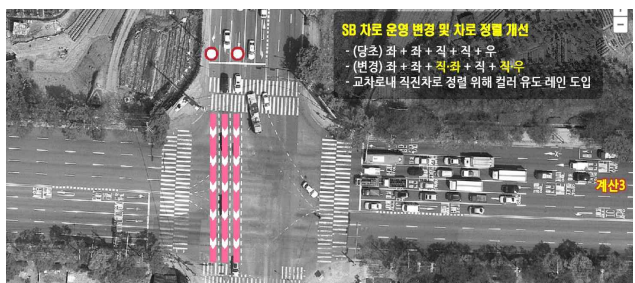 SB 차로 운영 변경 및 차로 정렬 개선
- (당초) 좌 + 좌 + 직 + 직 + 우
- (변경) 좌 + 좌 + 직·좌 + 직 + 직·우
- 교차로내 직진차로 정렬 위해 컬러 유도 레인 도입
계산3